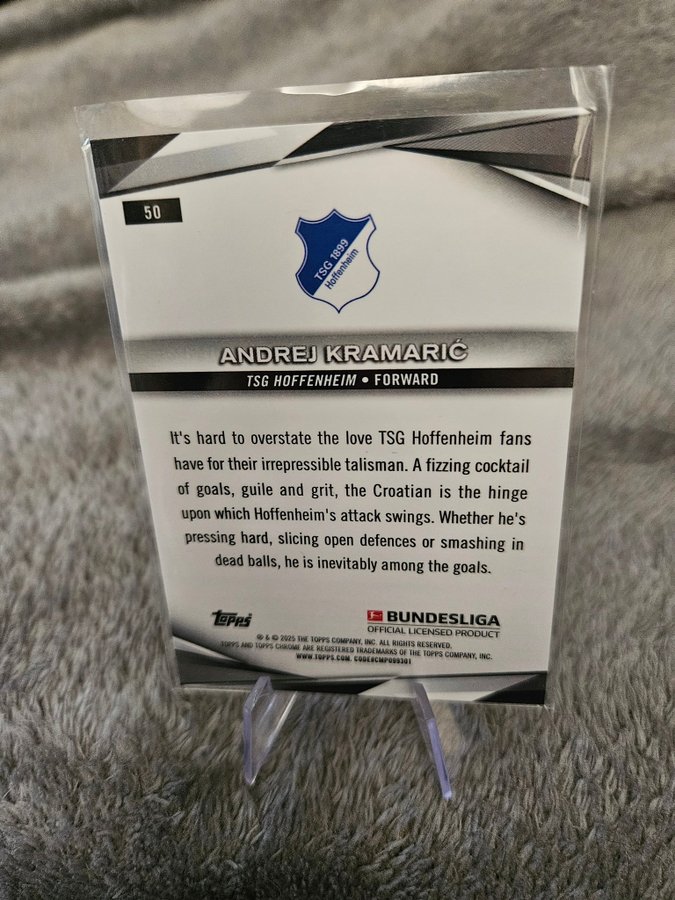 50
TSG 1899
Hoffenheim
ANDREJ KRAMARIĆ
TSG HOFFENHEIM • FORWARD
It's hard to overstate the love TSG Hoffenheim fans
have for their irrepressible talisman. A fizzing cocktail
of goals, guile and grit, the Croatian is the hinge
upon which Hoffenheim's attack swings. Whether he's
pressing hard, slicing open defences or smashing in
dead balls, he is inevitably among the goals.
Topps
BUNDESLIGA
OFFICIAL LICENSED PRODUCT
® & © 2025 THE TOPPS COMPANY, INC. ALL RIGHTS RESERVED.
TOPPS AND TOPPS CHROME ARE REGISTERED TRADEMARKS OF THE TOPPS COMPANY, INC.
WWW.TOPPS.COM. CODE#CMP099301